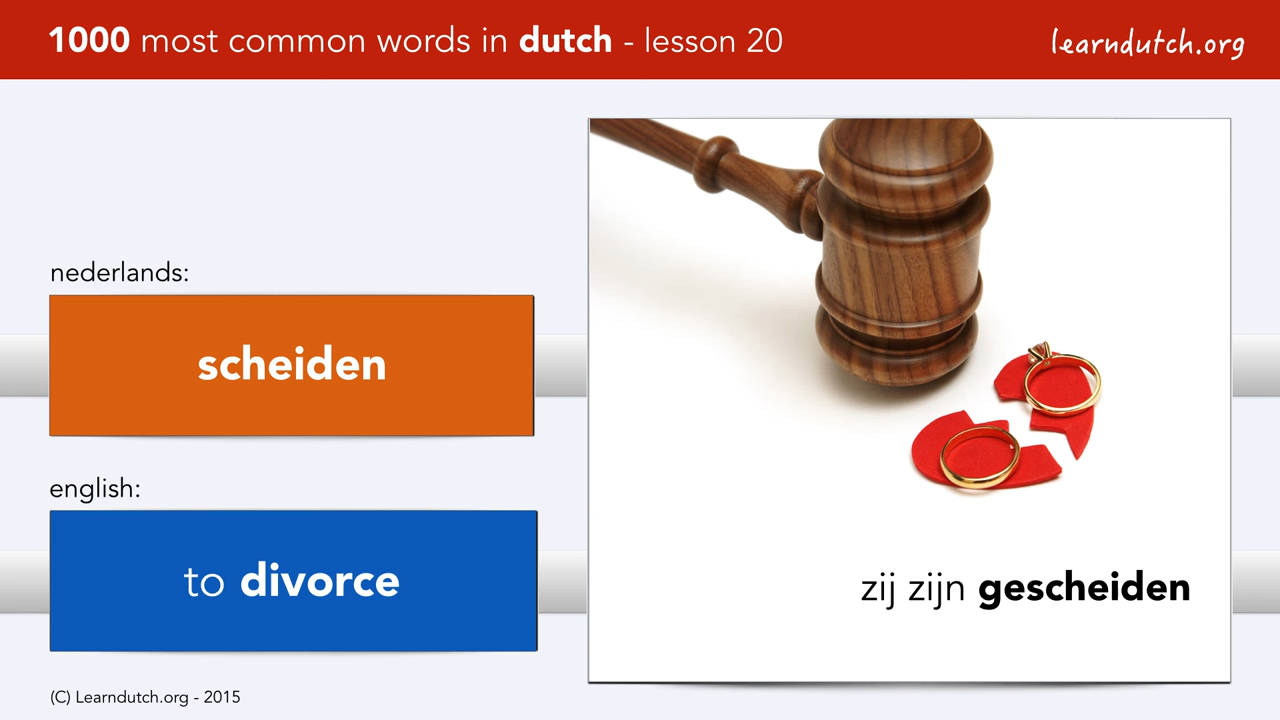 1000 most common words in dutch - lesson 20
learndutch.org
nederlands:
scheiden
english:
to divorce
zij zijn gescheiden
(C) Learndutch.org - 2015